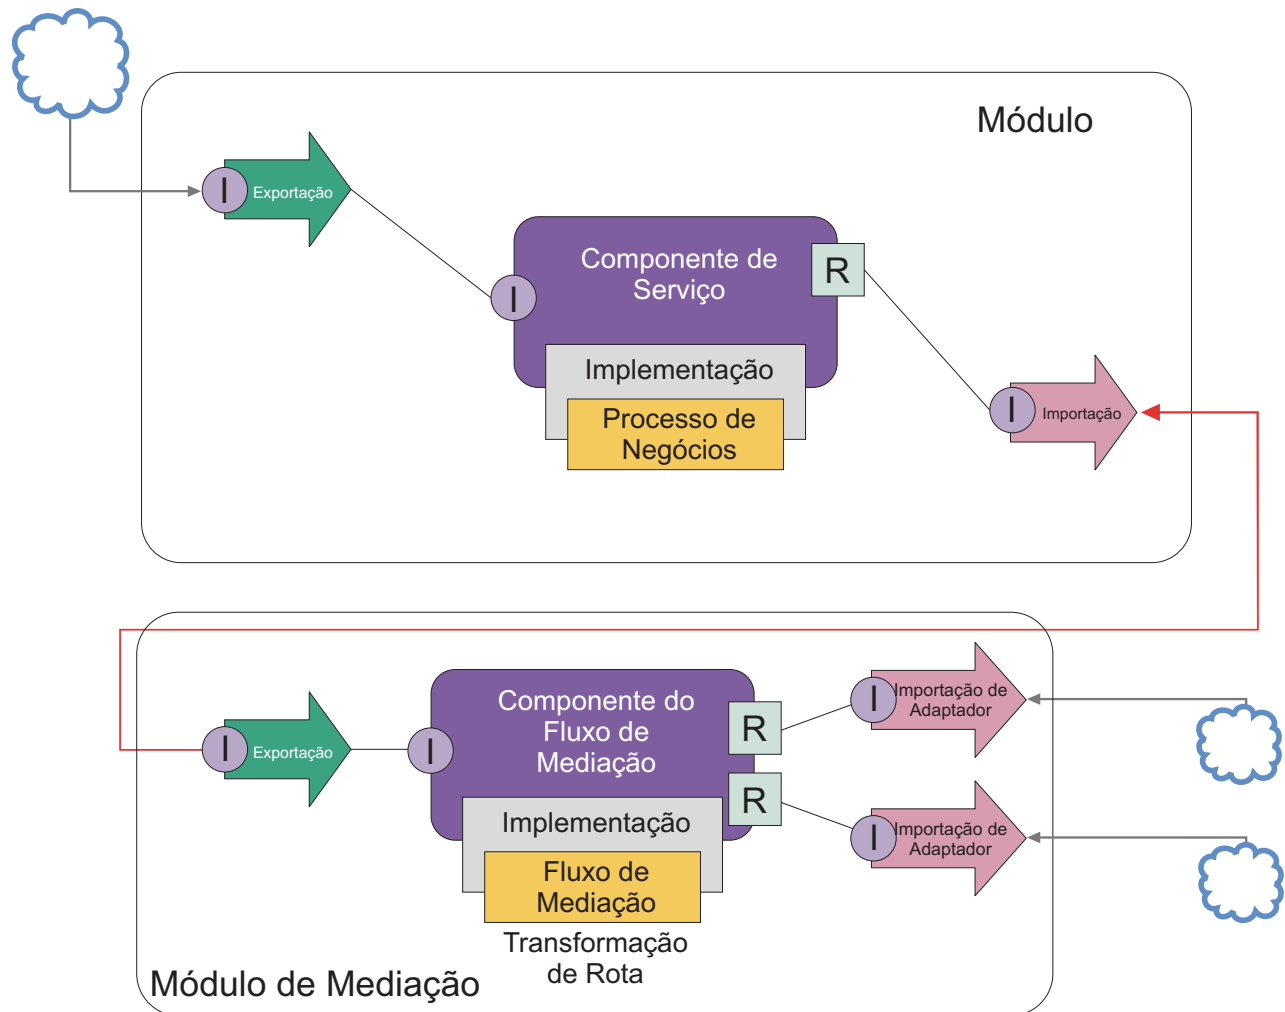 Módulo
I
Exportação
I
Componente de
Serviço
R
Implementação
Processo de
Negócios
I
Importação
I
Exportação
I
Componente do
Fluxo de
Mediação
R
R
Implementação
Fluxo de
Mediação
Transformação
de Rota
I
Importação de
Adaptador
I
Importação de
Adaptador
Módulo de Mediação